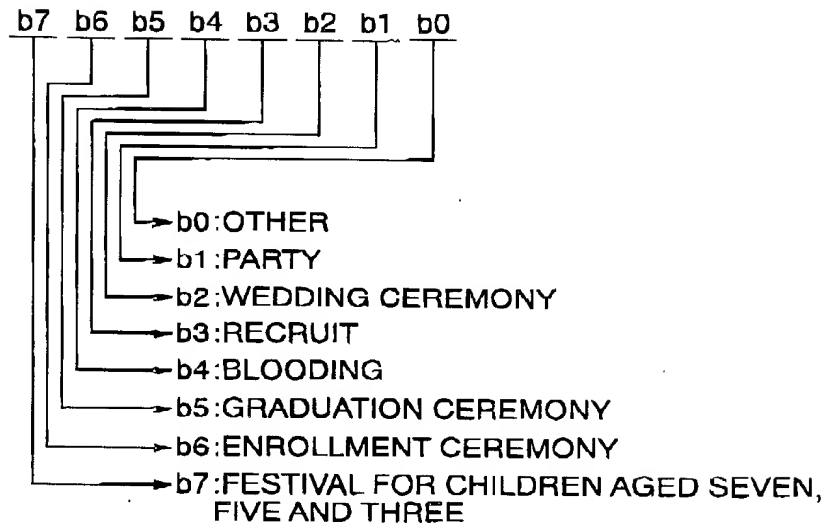 b7 b6 b5 b4 b3 b2 b1 b0
b0:OTHER
b1:PARTY
b2:WEDDING CEREMONY
b3:RECRUIT
b4:BLOODING
b5:GRADUATION CEREMONY
b6:ENROLLMENT CEREMONY
b7:FESTIVAL FOR CHILDREN AGED SEVEN,
FIVE AND THREE